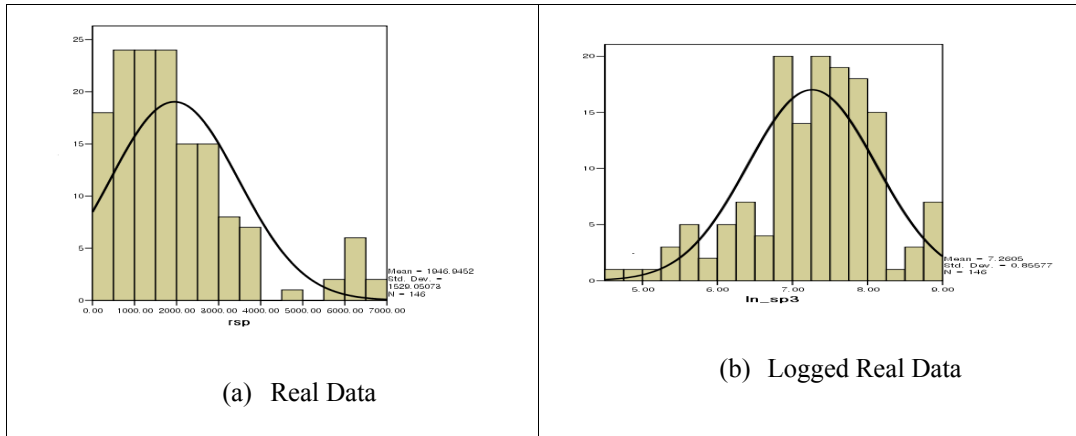 25
20
15
10
5
0
0.00 1000.00 2000.00 3000.00 4000.00 5000.00 6000.00 7000.00
rsp
Mean = 1946.9452
Std. Dev. =
1529.05073
N = 146
(a) Real Data
20
15
10
5
0
5.00 6.00 7.00 8.00 9.00
ln_sp3
Mean = 7.2605
Std. Dev. = 0.85577
N = 146
(b) Logged Real Data